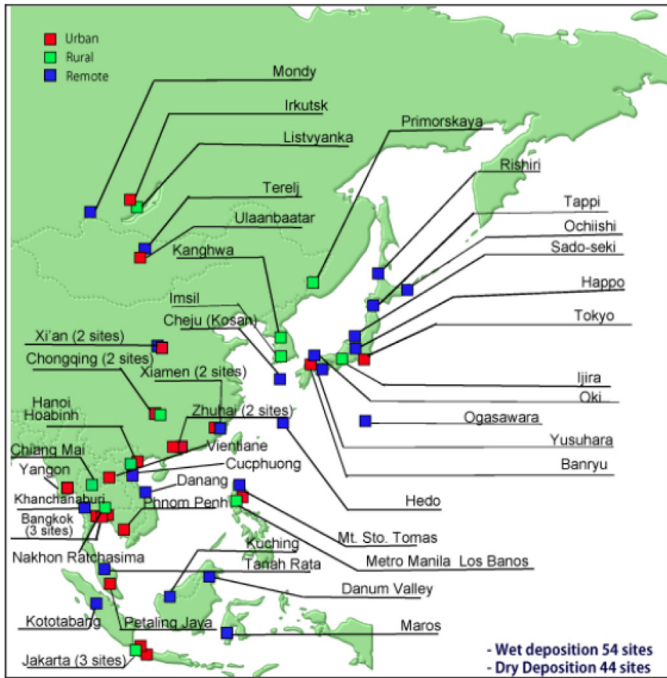 Urban
Rural
Remote
Mondy
Irkutsk
Listvyanka
Primorskaya
Rishiri
Terelj
Tappi
Ulaanbaatar
Ochiishi
Kanghwa
Sado-seki
Happo
Imsil
Cheju (Kosan)
Tokyo
Xi'an (2 sites)
Chongqing (2 sites)
Xiamen (2 sites)
Ijira
Oki
Hanoi
Hoabinh
Zhuhai (2 sites)
Ogasawara
Vientiane
Yusuhara
Chiang Mai
Cucphuong
Banryu
Yangon
Danang
Khanchanaburi
Phnom Penh
Hedo
Bangkok
(3 sites)
Mt. Sto. Tomas
Nakhon Ratchasima
Kuching
Metro Manila Los Banos
Tanah Rata
Danum Valley
Kototabang
Petaling Jaya
Maros
Jakarta (3 sites)
- Wet deposition 54 sites
- Dry Deposition 44 sites